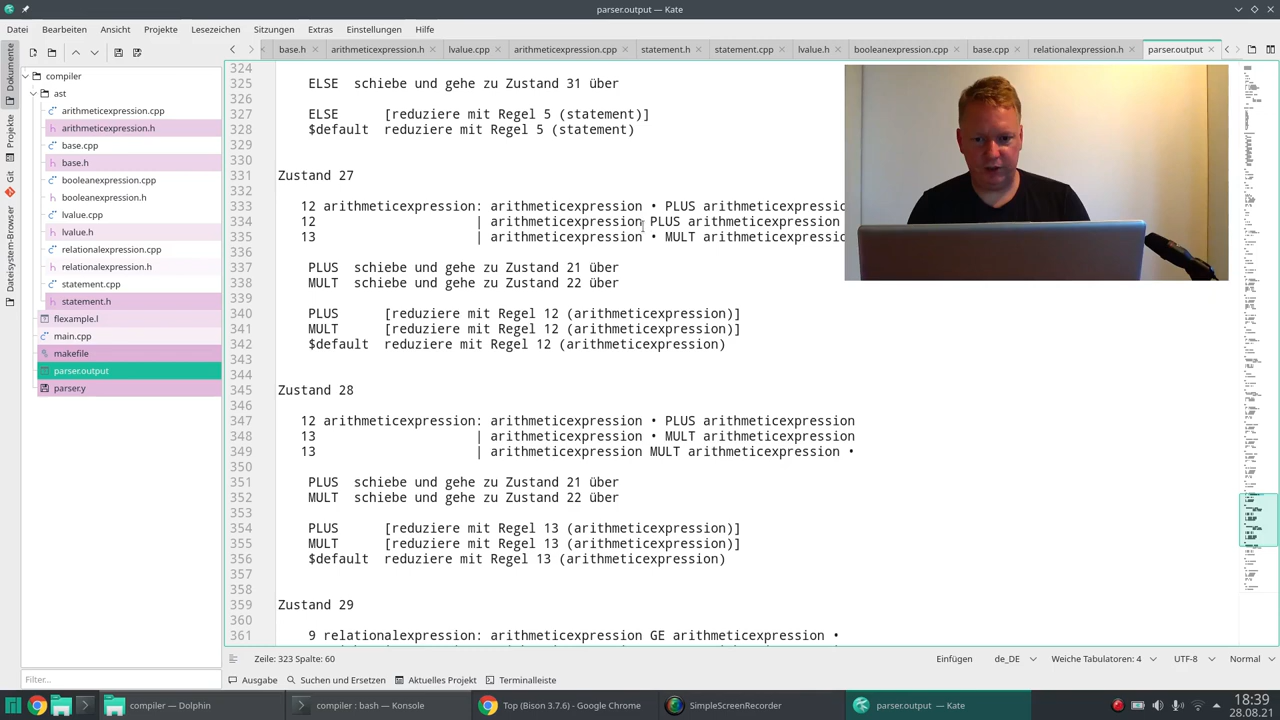 parser.output — Kate
Datei Bearbeiten Ansicht Projekte Lesezeichen Sitzungen Extras Einstellungen Hilfe
base.h arithmeticexpression.h lvalue.cpp arithmeticexpression.cpp statement.h statement.cpp lvalue.h booleanexpression.cpp base.cpp relationalexpression.h parser.output
Dokumente
Projekte
Git
Dateisystem-Browser
compiler
ast
arithmeticexpression.cpp
arithmeticexpression.h
base.cpp
base.h
booleanexpression.cpp
booleanexpression.h
lvalue.cpp
lvalue.h
relationalexpression.cpp
relationalexpression.h
statement.cpp
statement.h
flexample.l
main.cpp
makefile
parser.output
parser.y
Filter...
324
325 ELSE schiebe und gehe zu Zustand 31 über
326
327 ELSE [reduziere mit Regel 5 (statement)]
328 $default reduziere mit Regel 5 (statement)
329
330
331 Zustand 27
332
333 12 arithmeticexpression: arithmeticexpression • PLUS arithmeticexpressio
334 12 | arithmeticexpression PLUS arithmeticexpression
335 13 | arithmeticexpression • MULT arithmeticexpressio
336
337 PLUS schiebe und gehe zu Zustand 21 über
338 MULT schiebe und gehe zu Zustand 22 über
339
340 PLUS [reduziere mit Regel 12 (arithmeticexpression)]
341 MULT [reduziere mit Regel 12 (arithmeticexpression)]
342 $default reduziere mit Regel 12 (arithmeticexpression)
343
344
345 Zustand 28
346
347 12 arithmeticexpression: arithmeticexpression • PLUS arithmeticexpression
348 13 | arithmeticexpression • MULT arithmeticexpression
349 13 | arithmeticexpression MULT arithmeticexpression •
350
351 PLUS schiebe und gehe zu Zustand 21 über
352 MULT schiebe und gehe zu Zustand 22 über
353
354 PLUS [reduziere mit Regel 13 (arithmeticexpression)]
355 MULT [reduziere mit Regel 13 (arithmeticexpression)]
356 $default reduziere mit Regel 13 (arithmeticexpression)
357
358
359 Zustand 29
360
361 9 relationalexpression: arithmeticexpression GE arithmeticexpression •
Zeile: 323 Spalte: 60 Einfügen de_DE Weiche Tabulatoren: 4 UTF-8 Normal
Ausgabe Suchen und Ersetzen Aktuelles Projekt Terminalleiste
compiler — Dolphin compiler : bash — Konsole Top (Bison 3.7.6) - Google Chrome SimpleScreenRecorder parser.output — Kate 18:39
28.08.21